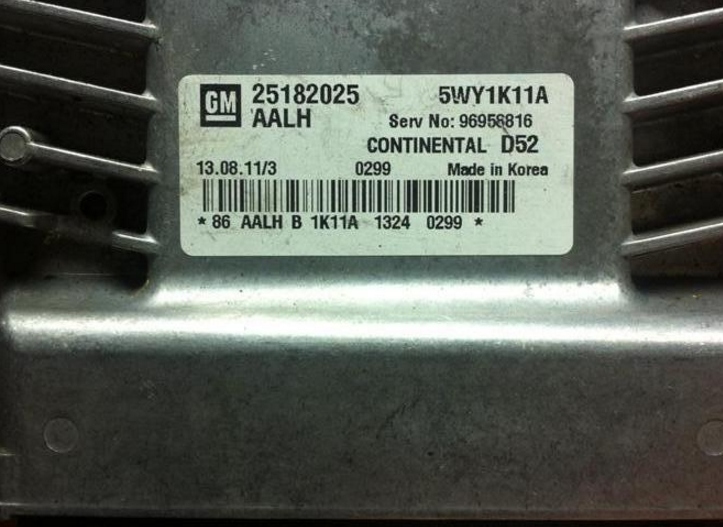 GM 25182025 5WY1K11A
AALH Serv No: 96958816
CONTINENTAL D52
13.08.11/3 0299 Made in Korea
* 86 AALH B 1K11A 1324 0299 *